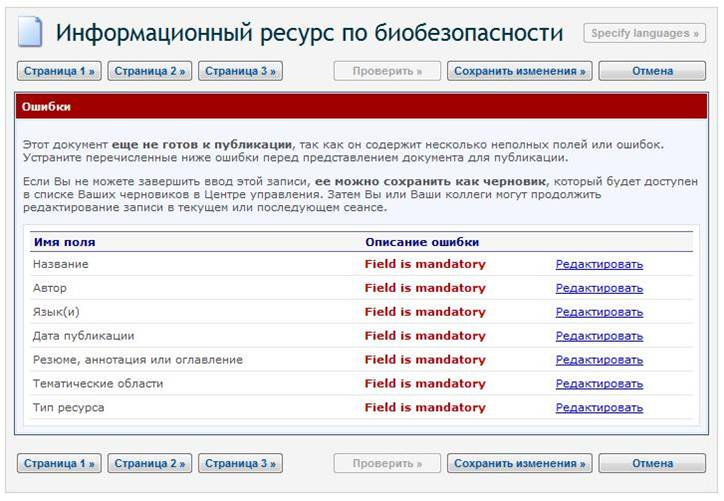 Информационный ресурс по биобезопасности Specify languages »
Страница 1 » Страница 2 » Страница 3 » Проверить » Сохранить изменения » Отмена
Ошибки
Этот документ еще не готов к публикации, так как он содержит несколько неполных полей или ошибок.
Устраните перечисленные ниже ошибки перед представлением документа для публикации.
Если Вы не можете завершить ввод этой записи, ее можно сохранить как черновик, который будет доступен
в списке Ваших черновиков в Центре управления. Затем Вы или Ваши коллеги могут продолжить
редактирование записи в текущем или последующем сеансе.
Имя поля Описание ошибки
Название Field is mandatory Редактировать
Автор Field is mandatory Редактировать
Язык(и) Field is mandatory Редактировать
Дата публикации Field is mandatory Редактировать
Резюме, аннотация или оглавление Field is mandatory Редактировать
Тематические области Field is mandatory Редактировать
Тип ресурса Field is mandatory Редактировать
Страница 1 » Страница 2 » Страница 3 » Проверить » Сохранить изменения » Отмена